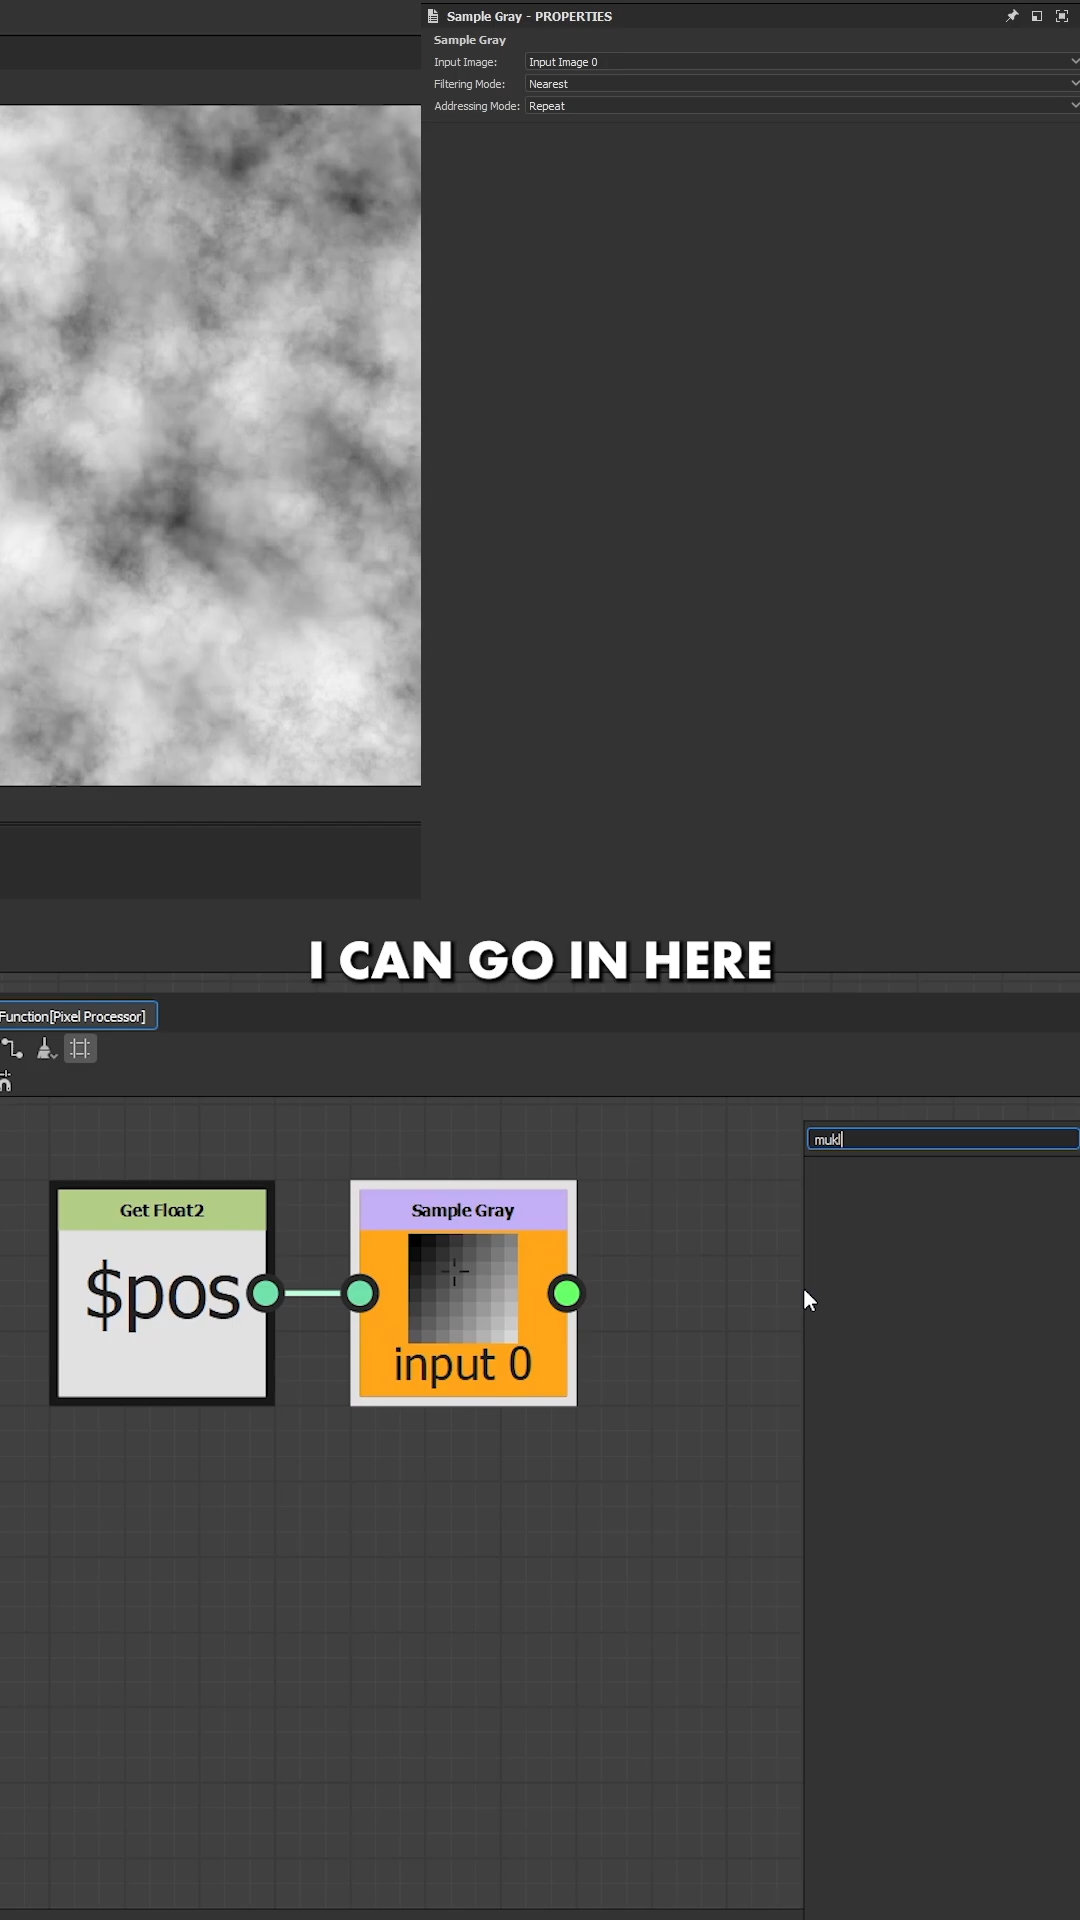 Sample Gray - PROPERTIES
Sample Gray
Input Image: Input Image 0
Filtering Mode: Nearest
Addressing Mode: Repeat
I CAN GO IN HERE
Function[Pixel Processor]
mukl
Get Float2
$pos
Sample Gray
input 0